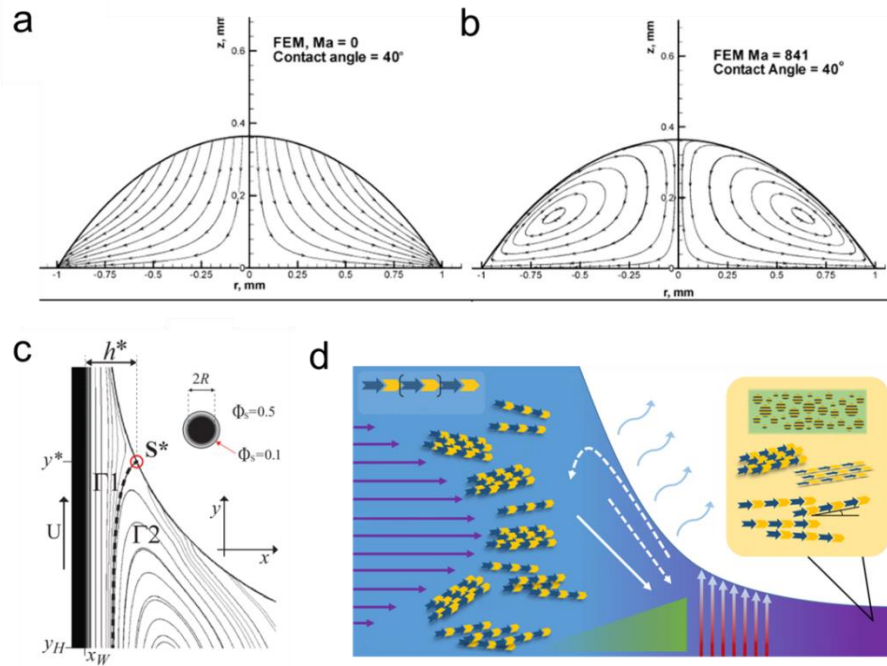 a
z, mm
FEM, Ma = 0
Contact angle = 40°
0.6
0.4
0.2
0
-1
-0.75
-0.5
-0.25
0
0.25
0.5
0.75
1
r, mm
b
z, mm
FEM Ma = 841
Contact Angle = 40°
0.6
0.4
0.2
0
-1
-0.75
-0.5
-0.25
0
0.25
0.5
0.75
1
r, mm
c
h*
2R
Φs=0.5
Φs=0.1
S*
y*
Γ1
Γ2
U
y
x
yH
xW
d